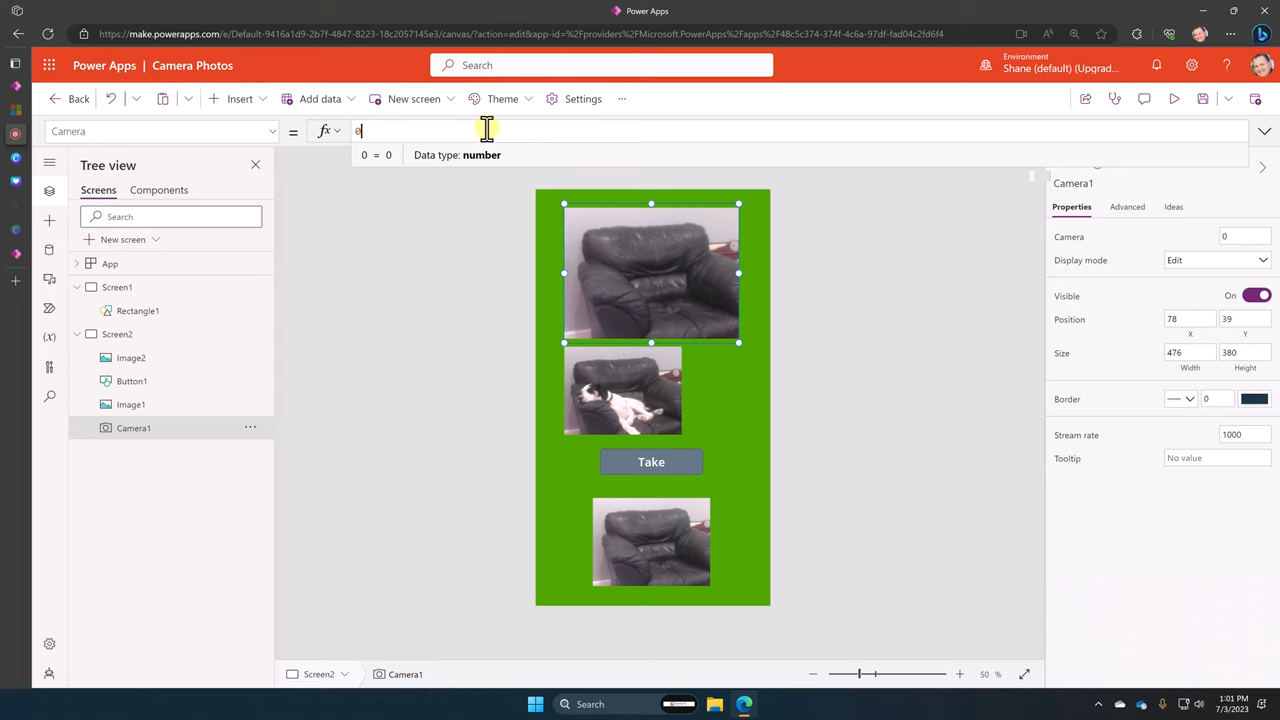 Power Apps
https://make.powerapps.com/e/Default-9416a1d9-2b7f-4847-8223-18c2057145e3/canvas/?action=edit&app-id=%2Fproviders%2FMicrosoft.PowerApps%2Fapps%2F48c5c374-374f-4c6a-97df-fad04c2fd6f4
Power Apps | Camera Photos
Search
Environment
Shane (default) (Upgrad...
Back
Insert
Add data
New screen
Theme
Settings
Camera
=
fx
0
0 = 0
Data type: number
Tree view
Screens
Components
Search
New screen
App
Screen1
Rectangle1
Screen2
Image2
Button1
Image1
Camera1
Take
Camera1
Properties
Advanced
Ideas
Camera
0
Display mode
Edit
Visible
On
Position
78
39
X
Y
Size
476
380
Width
Height
Border
0
Stream rate
1000
Tooltip
No value
Screen2
Camera1
50 %
Search
1:01 PM
7/3/2023